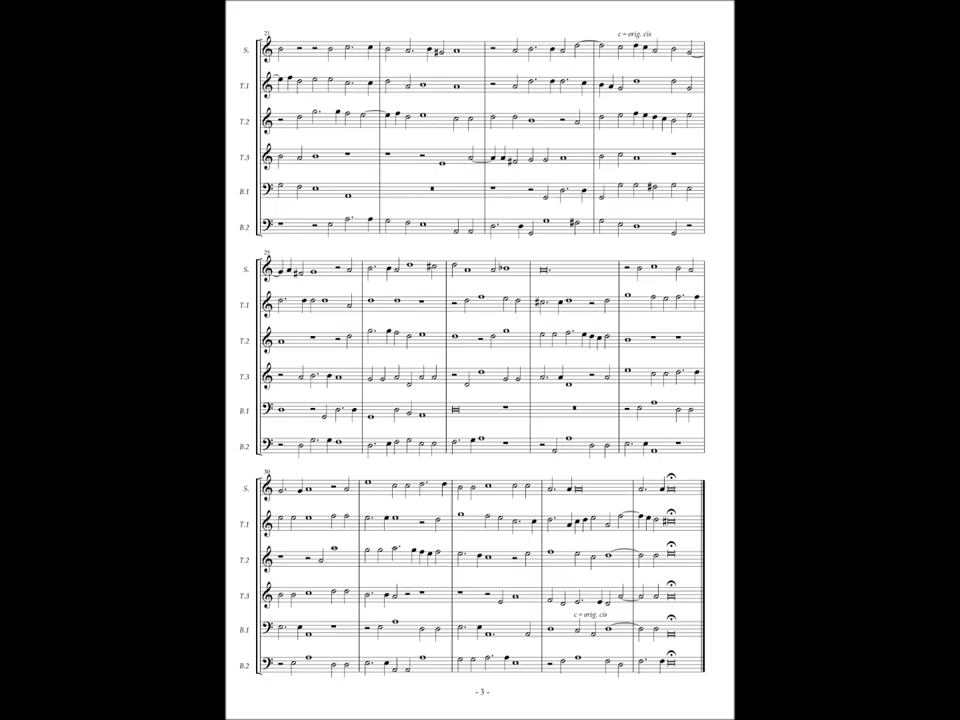 21
c = orig. cis
S.
T.1
T.2
T.3
B.1
B.2
25
S.
T.1
T.2
T.3
B.1
B.2
30
S.
T.1
T.2
T.3
c = orig. cis
B.1
B.2
- 3 -